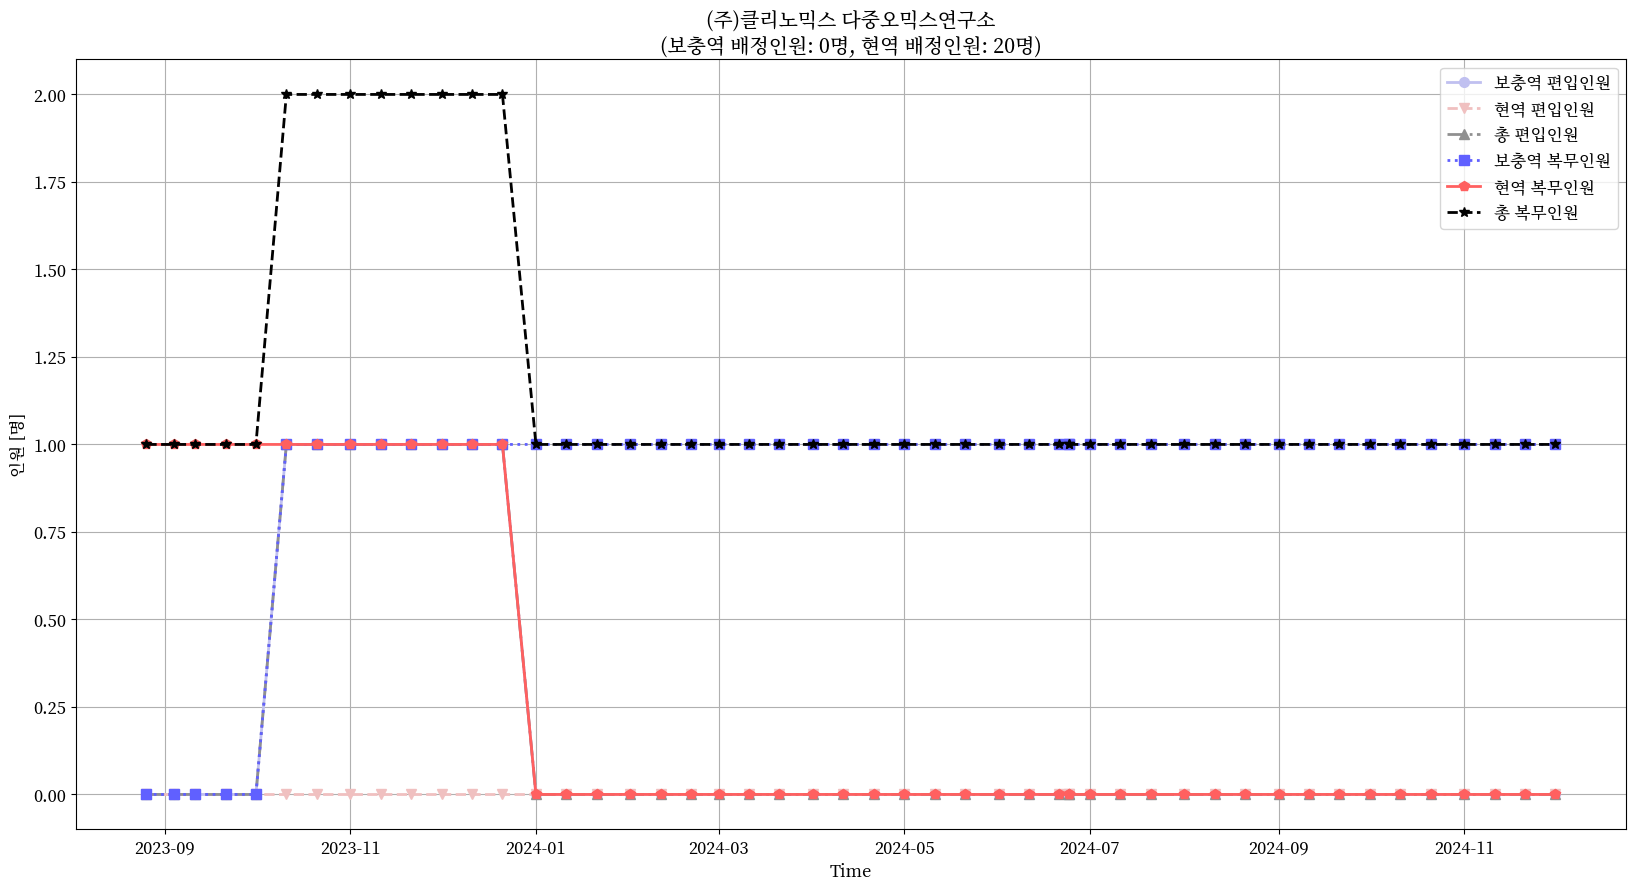 (주)클리노믹스 다중오믹스연구소
(보충역 배정인원: 0명, 현역 배정인원: 20명)
보충역 편입인원
현역 편입인원
총 편입인원
보충역 복무인원
현역 복무인원
총 복무인원
인원 [명]
2.00
1.75
1.50
1.25
1.00
0.75
0.50
0.25
0.00
2023-09
2023-11
2024-01
2024-03
2024-05
2024-07
2024-09
2024-11
Time